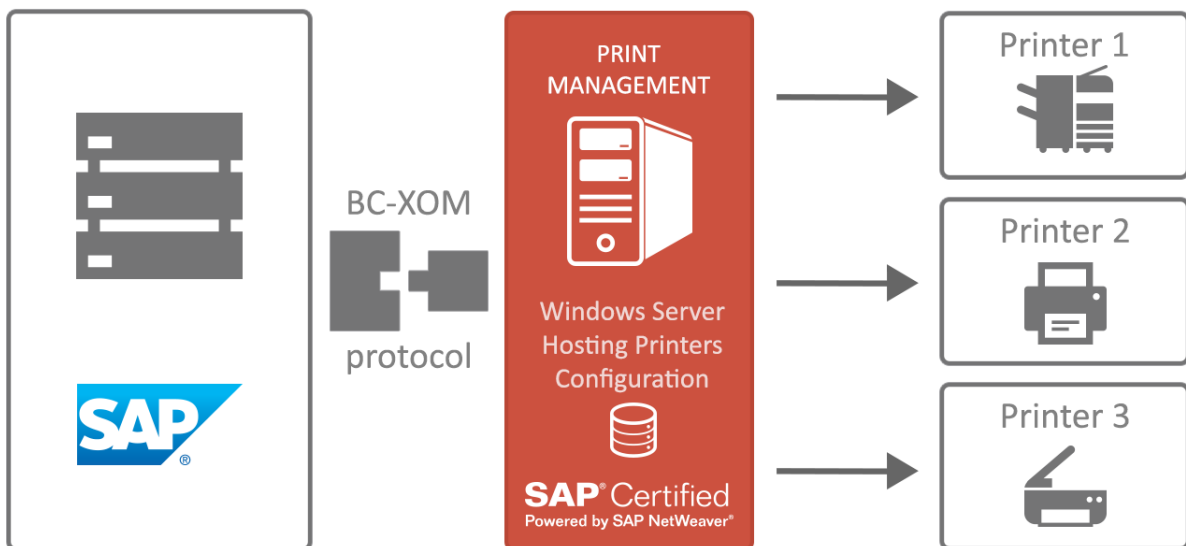 SAP®
BC-XOM
protocol
PRINT
MANAGEMENT
Windows Server
Hosting Printers
Configuration
SAP® Certified
Powered by SAP NetWeaver®
Printer 1
Printer 2
Printer 3